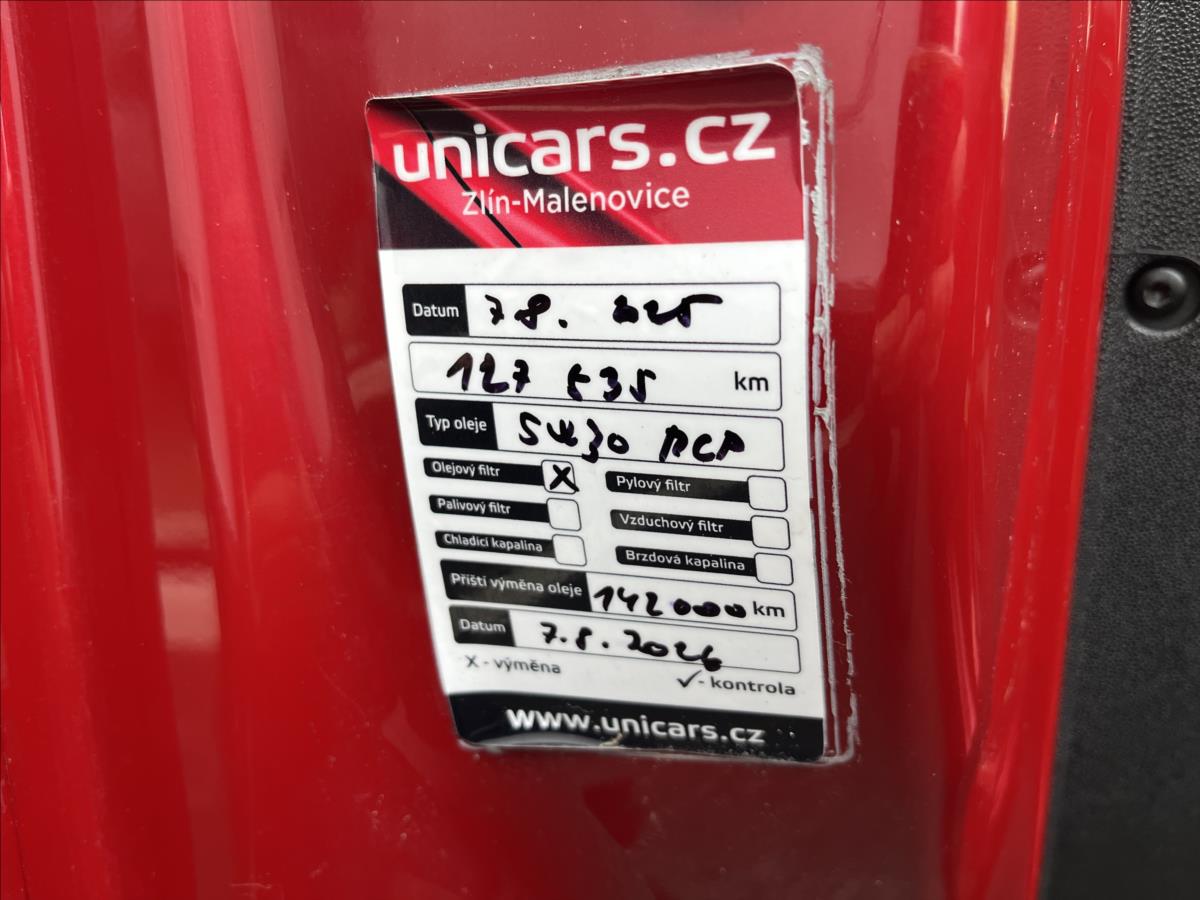 unicars.cz
Zlín-Malenovice
Datum 7 8. 2025
127 535 km
Typ oleje 5W30
Olejový filtr X Pylový filtr
Palivový filtr Vzduchový filtr
Chladící kapalina Brzdová kapalina
Příští výměna oleje 142000 km
Datum 7.8.2026
X - výměna ✓- kontrola
www.unicars.cz